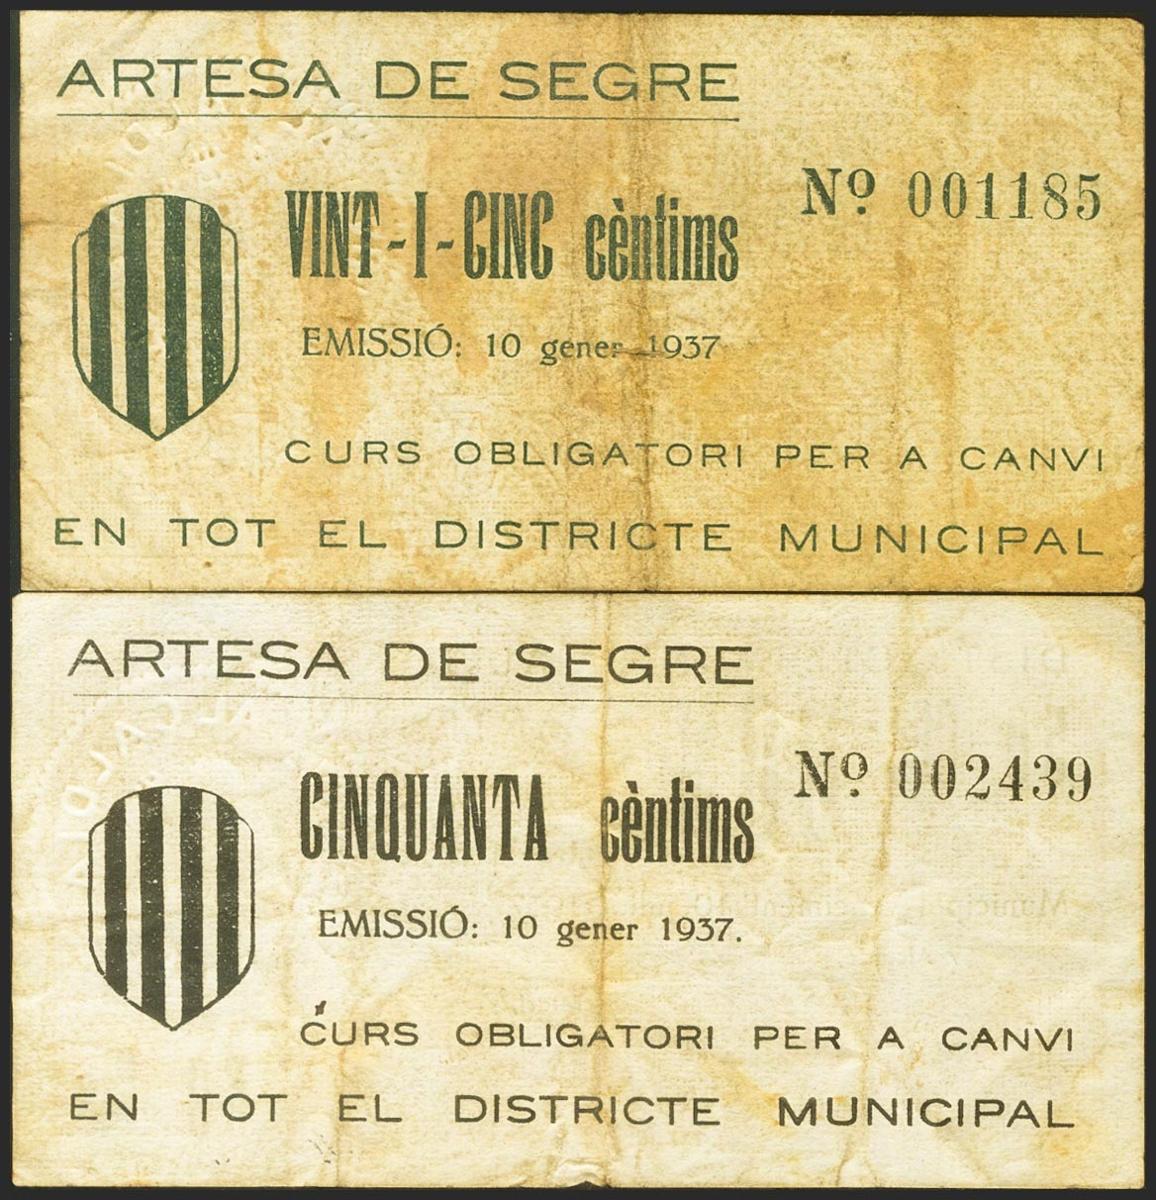 ARTESA DE SEGRE
Nº 001185
VINT-I-CINC cèntims
EMISSIÓ: 10 gener 1937
CURS OBLIGATORI PER A CANVI
EN TOT EL DISTRICTE MUNICIPAL
ARTESA DE SEGRE
Nº 002439
CINQUANTA cèntims
EMISSIÓ: 10 gener 1937.
CURS OBLIGATORI PER A CANVI
EN TOT EL DISTRICTE MUNICIPAL